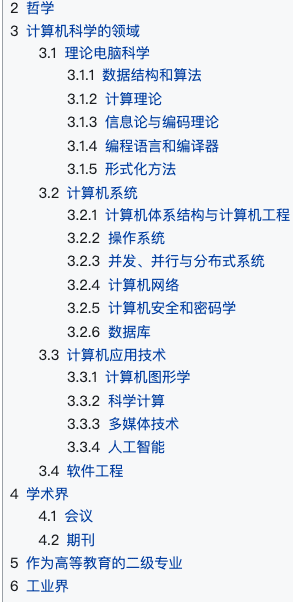 2 哲学
3 计算机科学的领域
3.1 理论电脑科学
3.1.1 数据结构和算法
3.1.2 计算理论
3.1.3 信息论与编码理论
3.1.4 编程语言和编译器
3.1.5 形式化方法
3.2 计算机系统
3.2.1 计算机体系结构与计算机工程
3.2.2 操作系统
3.2.3 并发、并行与分布式系统
3.2.4 计算机网络
3.2.5 计算机安全和密码学
3.2.6 数据库
3.3 计算机应用技术
3.3.1 计算机图形学
3.3.2 科学计算
3.3.3 多媒体技术
3.3.4 人工智能
3.4 软件工程
4 学术界
4.1 会议
4.2 期刊
5 作为高等教育的二级专业
6 工业界